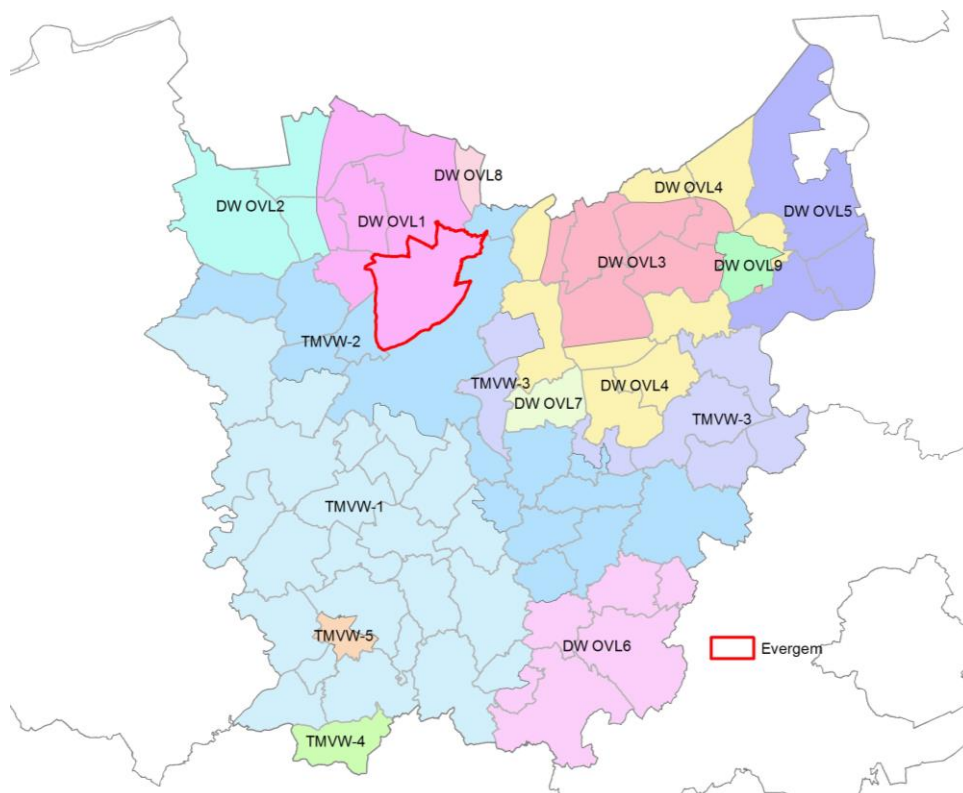 DW OVL8
DW OVL4
DW OVL2
DW OVL1
DW OVL5
DW OVL3
DW OVL9
TMVW-2
TMVW-3
DW OVL4
DW OVL7
TMVW-3
TMVW-1
TMVW-5
DW OVL6
Evergem
TMVW-4